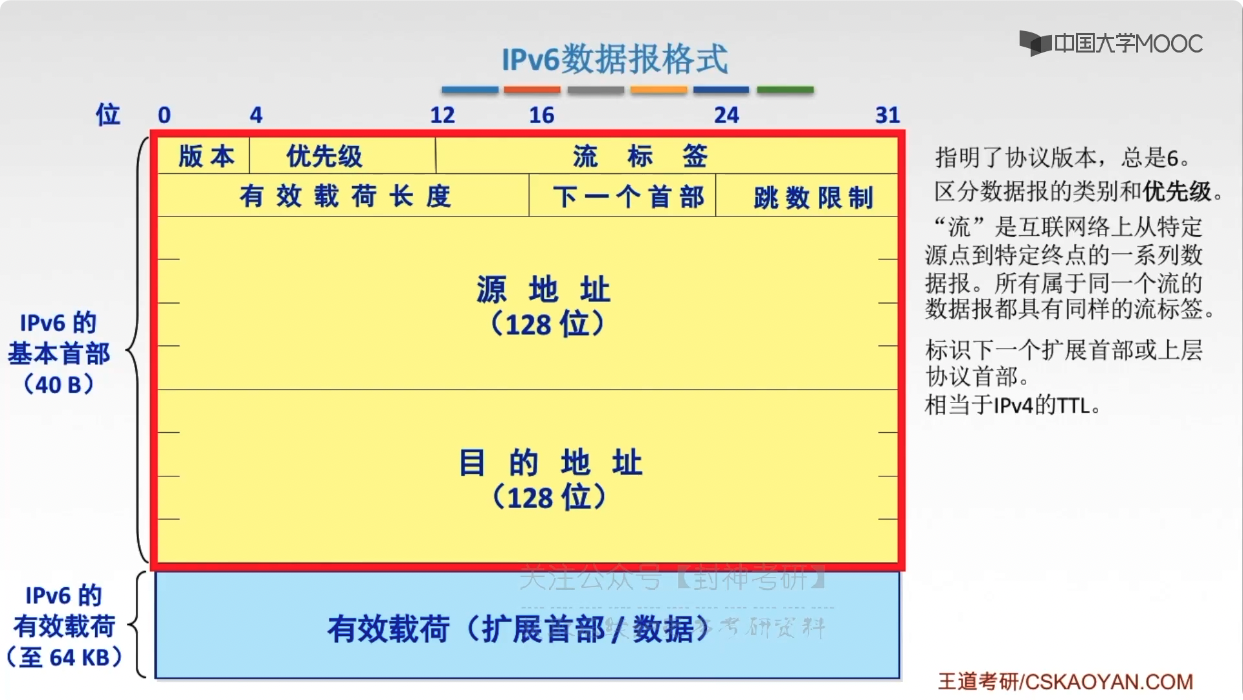 中国大学MOOC
IPv6数据报格式
位 0 4 12 16 24 31
版本 优先级 流标签
有效载荷长度 下一个首部 跳数限制
源地址
（128 位）
目的地址
（128 位）
IPv6 的
基本首部
（40 B）
指明了协议版本，总是6。
区分数据报的类别和优先级。
“流”是互联网络上从特定
源点到特定终点的一系列数
据报。所有属于同一个流的
数据报都具有同样的流标签。
标识下一个扩展首部或上层
协议首部。
相当于IPv4的TTL。
关注公众号【封神考研】
IPv6 的
有效载荷
（至 64 KB）
有效载荷（扩展首部 / 数据）
考研资料
王道考研/CSKAOYAN.COM